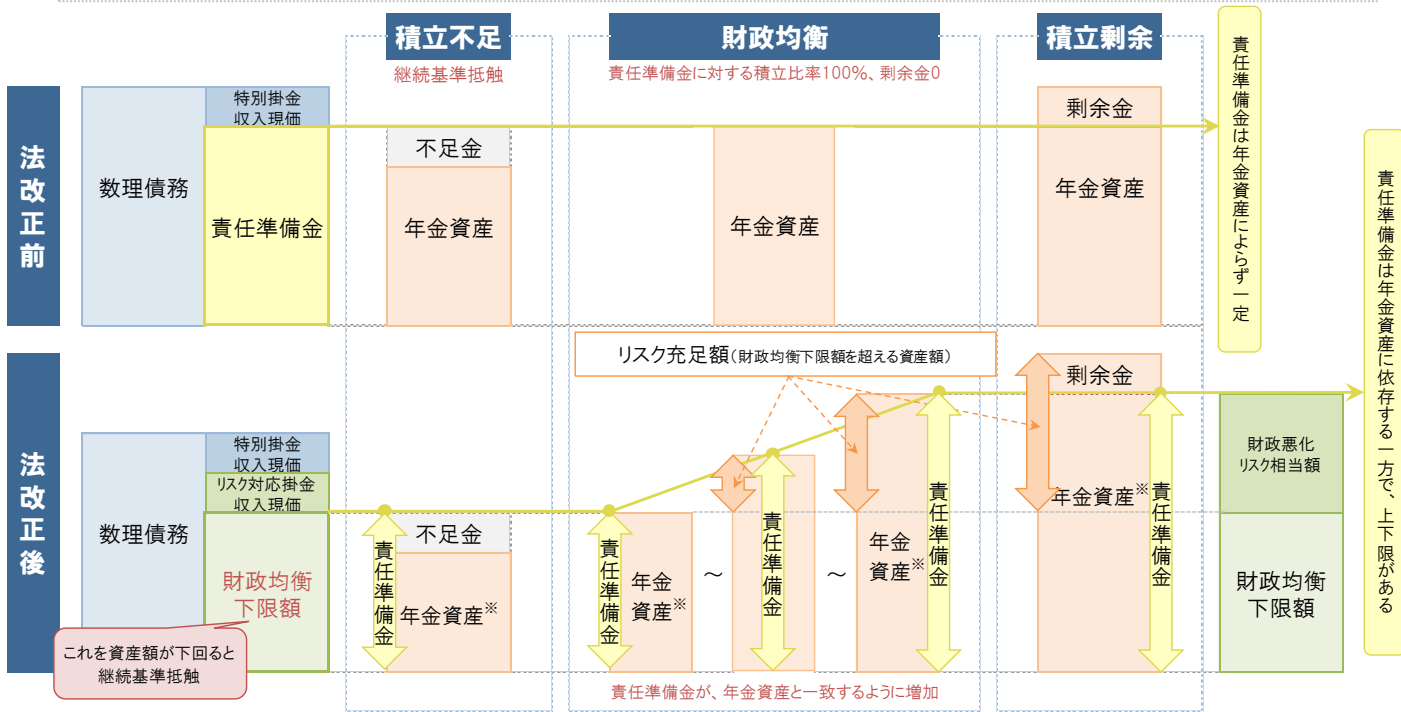 積立不足
財政均衡
積立剰余
継続基準抵触
責任準備金に対する積立比率100%、剰余金0
法改正前
数理債務
特別掛金
収入現価
責任準備金
不足金
年金資産
年金資産
剰余金
年金資産
責任準備金は年金資産によらず一定
リスク充足額(財政均衡下限額を超える資産額)
法改正後
数理債務
特別掛金
収入現価
リスク対応掛金
収入現価
財政均衡
下限額
これを資産額が下回ると
継続基準抵触
責任準備金
不足金
年金資産※
責任準備金
年金
資産※
～
責任準備金
～
年金
資産※
責任準備金
剰余金
年金資産※
責任準備金
財政悪化
リスク相当額
財政均衡
下限額
責任準備金は年金資産に依存する一方で、上下限がある
責任準備金が、年金資産と一致するように増加